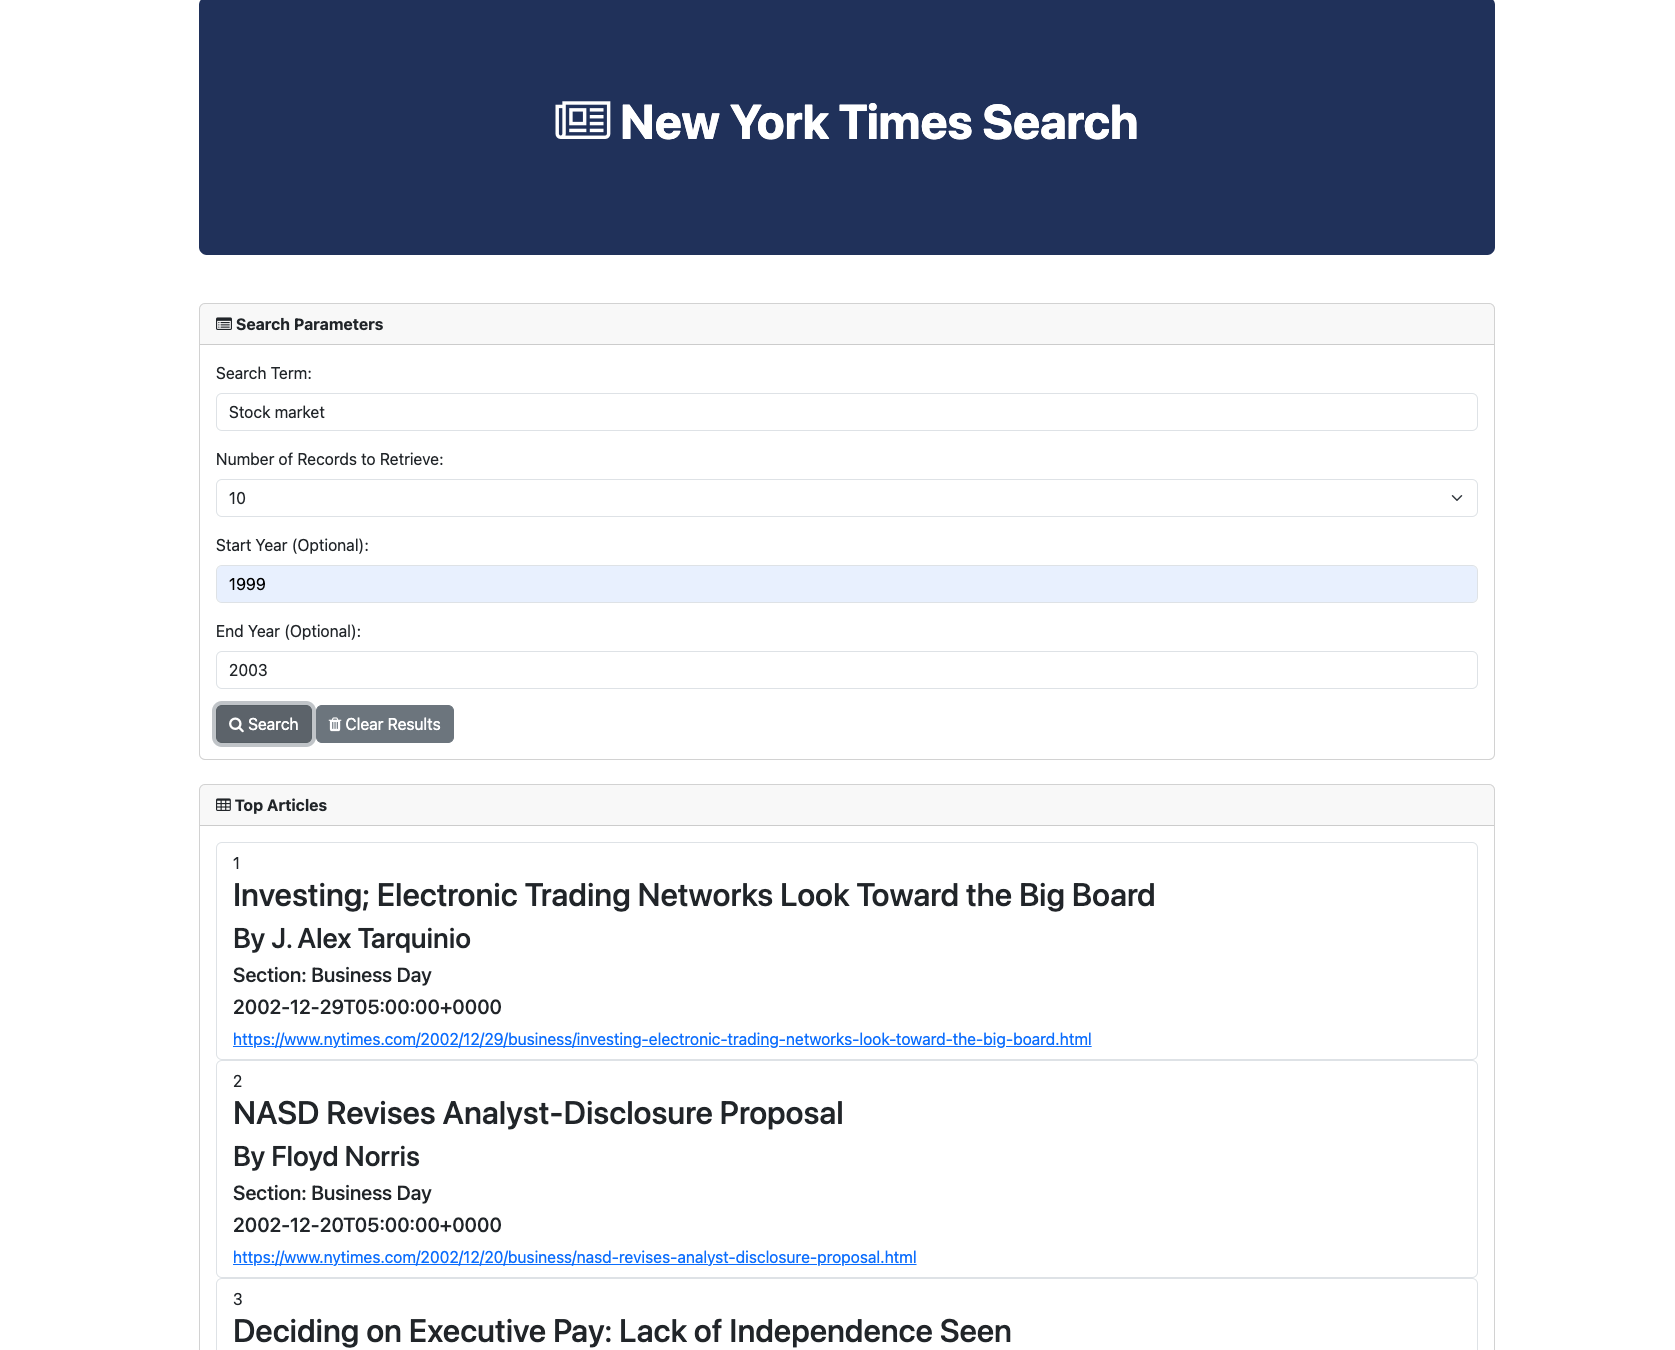 New York Times Search
Search Parameters
Search Term:
Stock market
Number of Records to Retrieve:
10
Start Year (Optional):
1999
End Year (Optional):
2003
Search Clear Results
Top Articles
1
Investing; Electronic Trading Networks Look Toward the Big Board
By J. Alex Tarquinio
Section: Business Day
2002-12-29T05:00:00+0000
https://www.nytimes.com/2002/12/29/business/investing-electronic-trading-networks-look-toward-the-big-board.html
2
NASD Revises Analyst-Disclosure Proposal
By Floyd Norris
Section: Business Day
2002-12-20T05:00:00+0000
https://www.nytimes.com/2002/12/20/business/nasd-revises-analyst-disclosure-proposal.html
3
Deciding on Executive Pay: Lack of Independence Seen